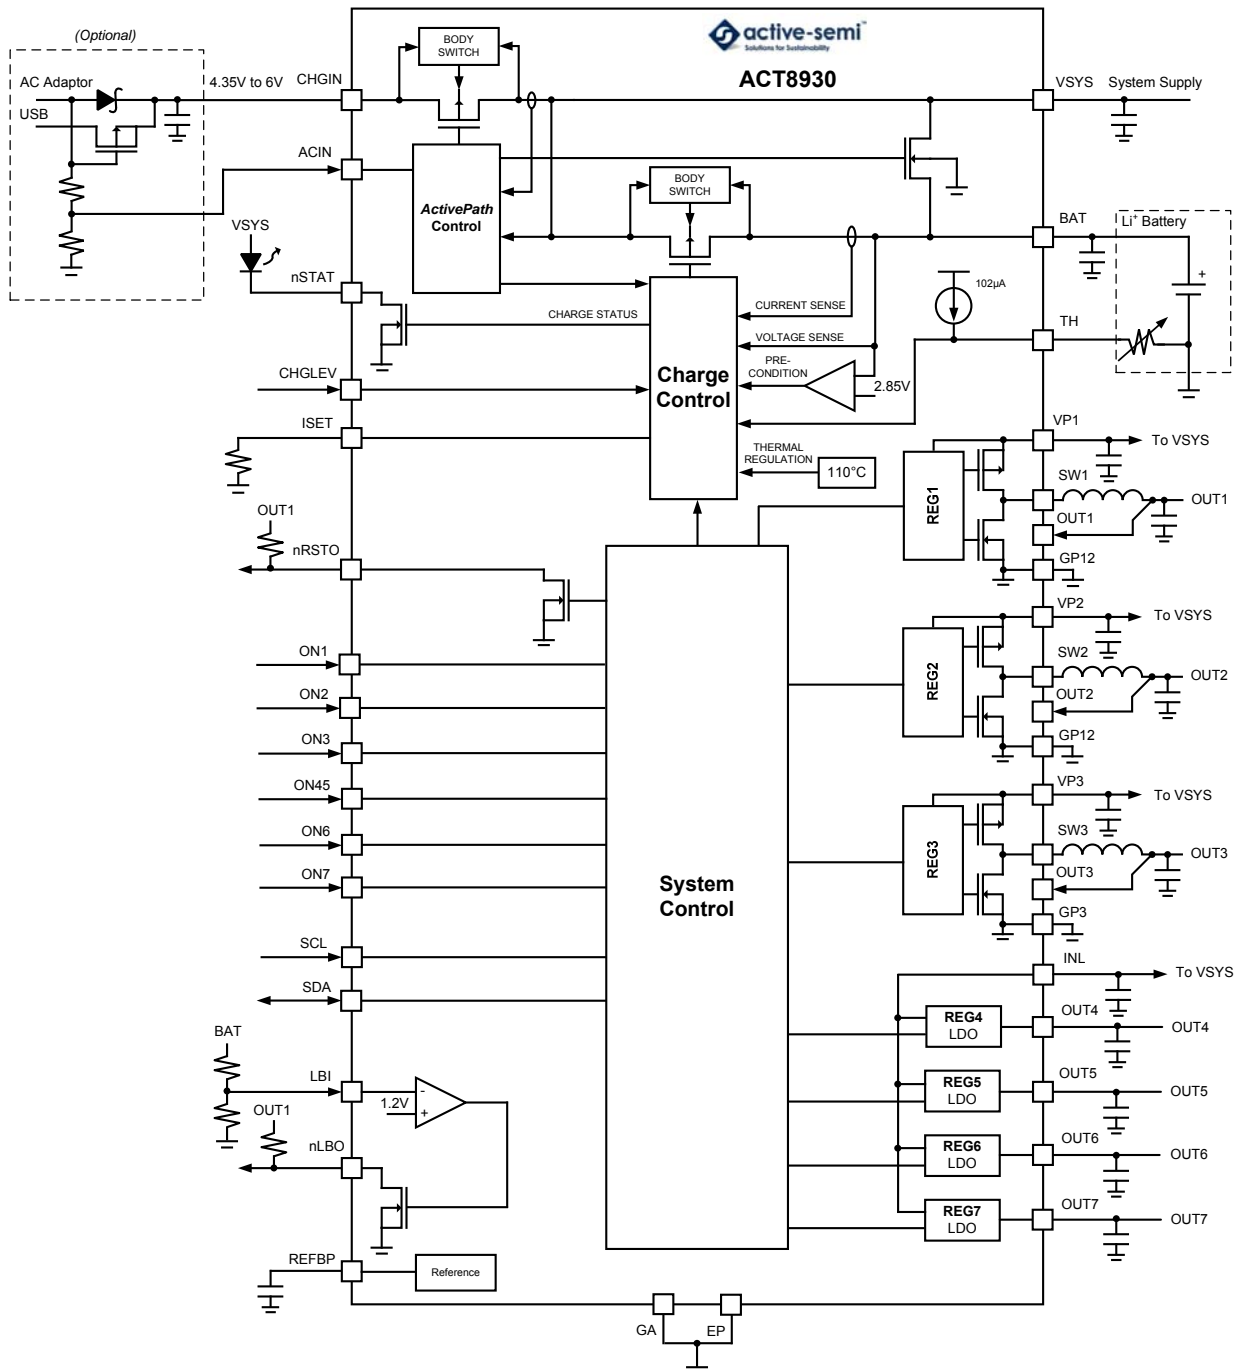 (Optional)
AC Adaptor
USB
4.35V to 6V
CHGIN
BODY
SWITCH
active-semi™
Solutions for Sustainability
ACT8930
VSYS
System Supply
ACIN
ActivePath
Control
BODY
SWITCH
BAT
Li+ Battery
+
VSYS
nSTAT
CHARGE STATUS
CURRENT SENSE
VOLTAGE SENSE
PRE-
CONDITION
2.85V
102µA
TH
CHGLEV
Charge
Control
ISET
THERMAL
REGULATION
110°C
VP1
To VSYS
REG1
SW1
OUT1
OUT1
GP12
OUT1
nRSTO
VP2
To VSYS
REG2
SW2
OUT2
OUT2
GP12
ON1
ON2
ON3
ON45
ON6
ON7
SCL
SDA
System
Control
VP3
To VSYS
REG3
SW3
OUT3
OUT3
GP3
INL
To VSYS
REG4
LDO
OUT4
OUT4
REG5
LDO
OUT5
OUT5
REG6
LDO
OUT6
OUT6
REG7
LDO
OUT7
OUT7
BAT
LBI
-
1.2V
+
OUT1
nLBO
REFBP
Reference
GA
EP